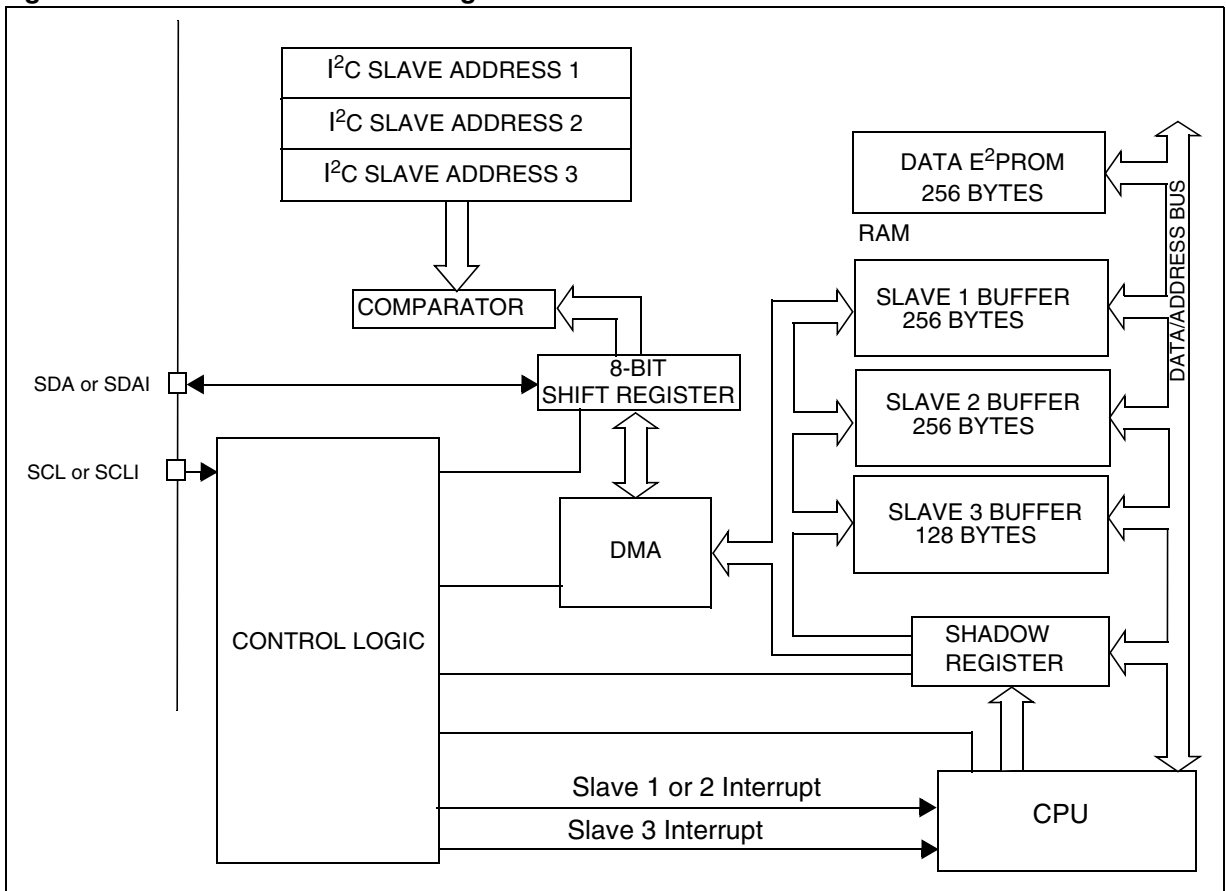 I²C SLAVE ADDRESS 1
I²C SLAVE ADDRESS 2
I²C SLAVE ADDRESS 3
COMPARATOR
DATA E²PROM
256 BYTES
RAM
SLAVE 1 BUFFER
256 BYTES
SLAVE 2 BUFFER
256 BYTES
SLAVE 3 BUFFER
128 BYTES
DATA/ADDRESS BUS
8-BIT
SHIFT REGISTER
SDA or SDAI
SCL or SCLI
DMA
CONTROL LOGIC
SHADOW
REGISTER
Slave 1 or 2 Interrupt
Slave 3 Interrupt
CPU